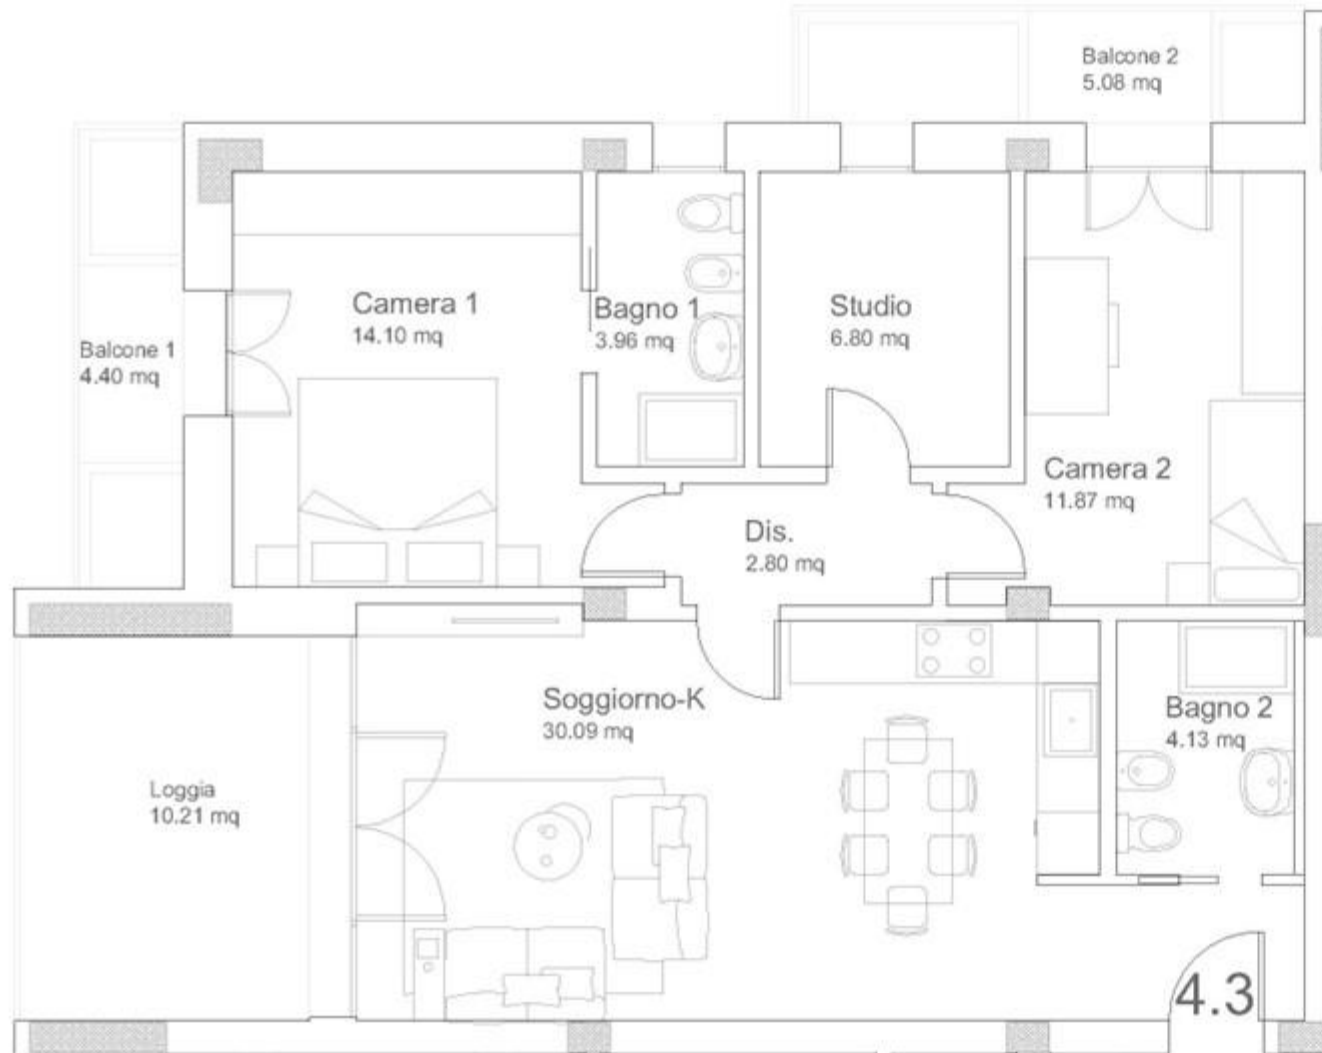 Balcone 2
5.08 mq
Camera 1
14.10 mq
Bagno 1
3.96 mq
Studio
6.80 mq
Balcone 1
4.40 mq
Camera 2
11.87 mq
Dis.
2.80 mq
Soggiorno-K
30.09 mq
Bagno 2
4.13 mq
Loggia
10.21 mq
4.3